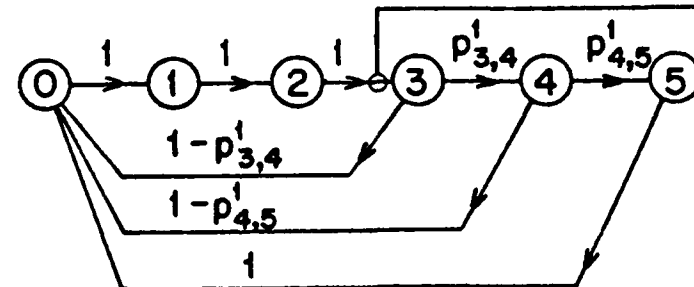 1 1 1 p¹₃,₄ p¹₄,₅
0 1 2 3 4 5
1 - p¹₃,₄
1 - p¹₄,₅
1